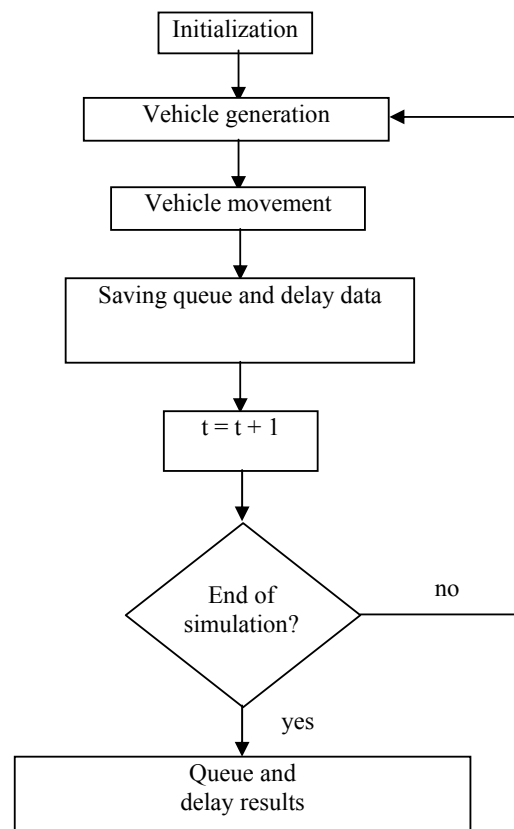 Initialization
Vehicle generation
Vehicle movement
Saving queue and delay data
t = t + 1
End of
simulation?
no
yes
Queue and
delay results